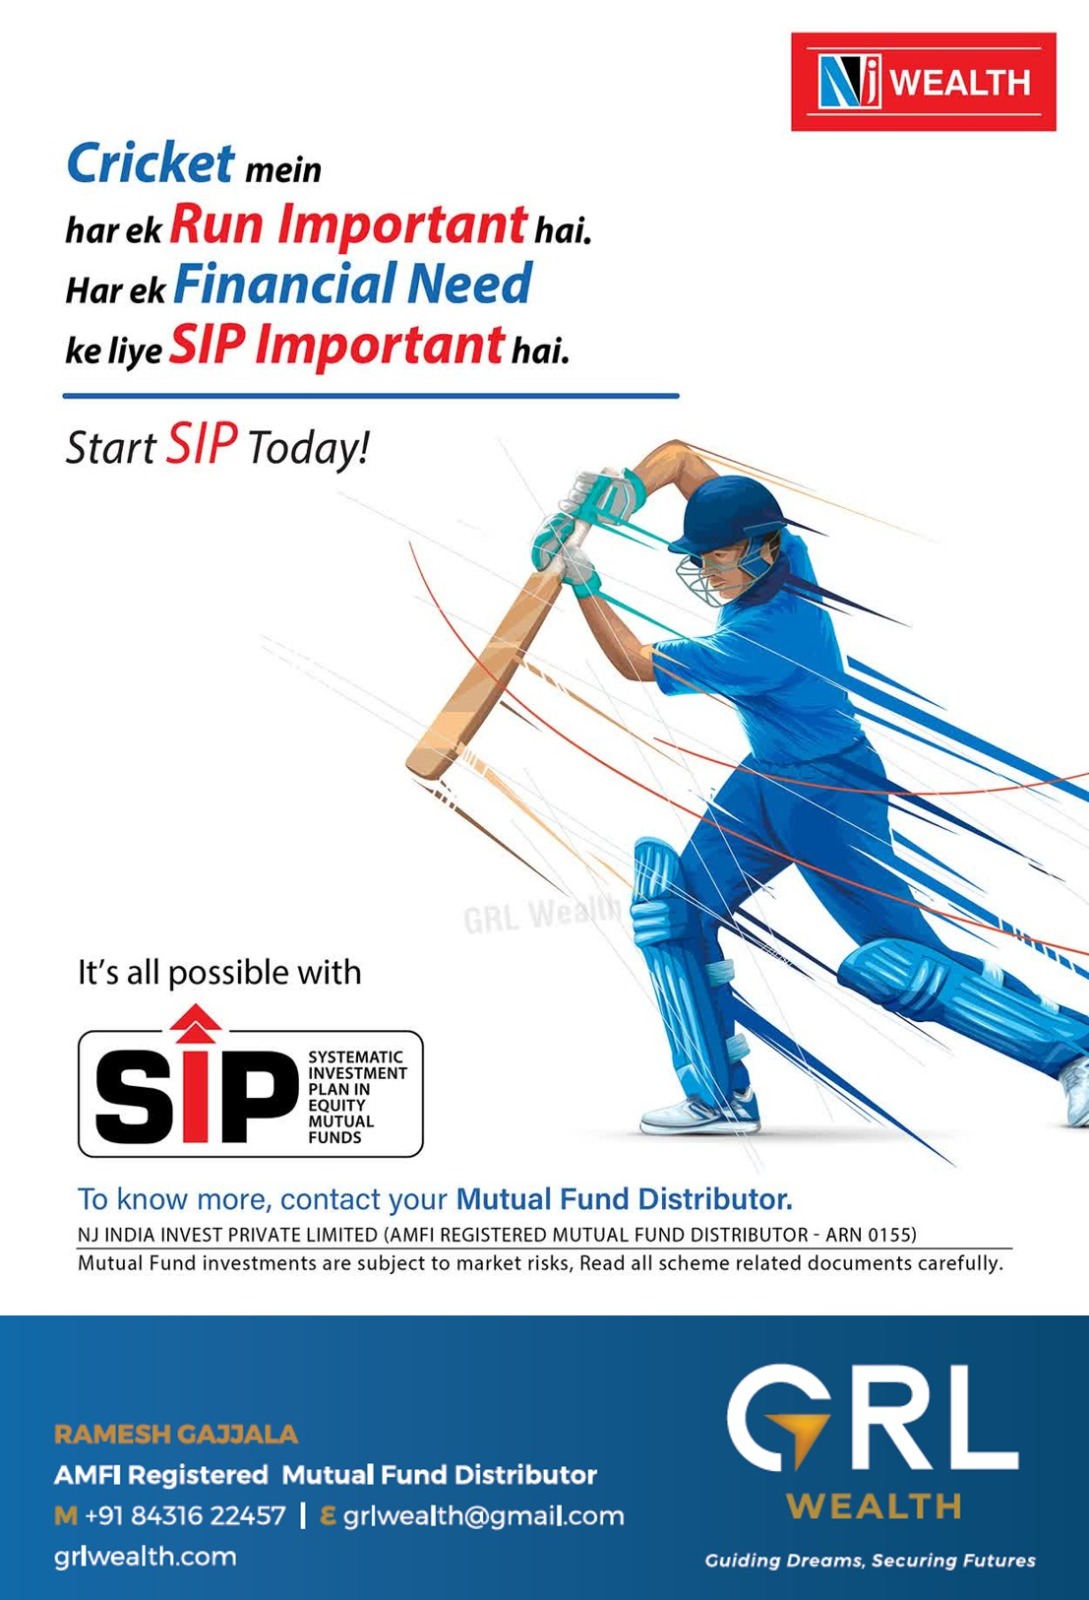 Nj WEALTH
Cricket mein
har ek Run Important hai.
Har ek Financial Need
ke liye SIP Important hai.
Start SIP Today!
GRL Wealth
It's all possible with
SIP
SYSTEMATIC
INVESTMENT
PLAN IN
EQUITY
MUTUAL
FUNDS
To know more, contact your Mutual Fund Distributor.
NJ INDIA INVEST PRIVATE LIMITED (AMFI REGISTERED MUTUAL FUND DISTRIBUTOR - ARN 0155)
Mutual Fund investments are subject to market risks, Read all scheme related documents carefully.
RAMESH GAJJALA
AMFI Registered Mutual Fund Distributor
M +91 84316 22457 | E grlwealth@gmail.com
grlwealth.com
GRL
WEALTH
Guiding Dreams, Securing Futures